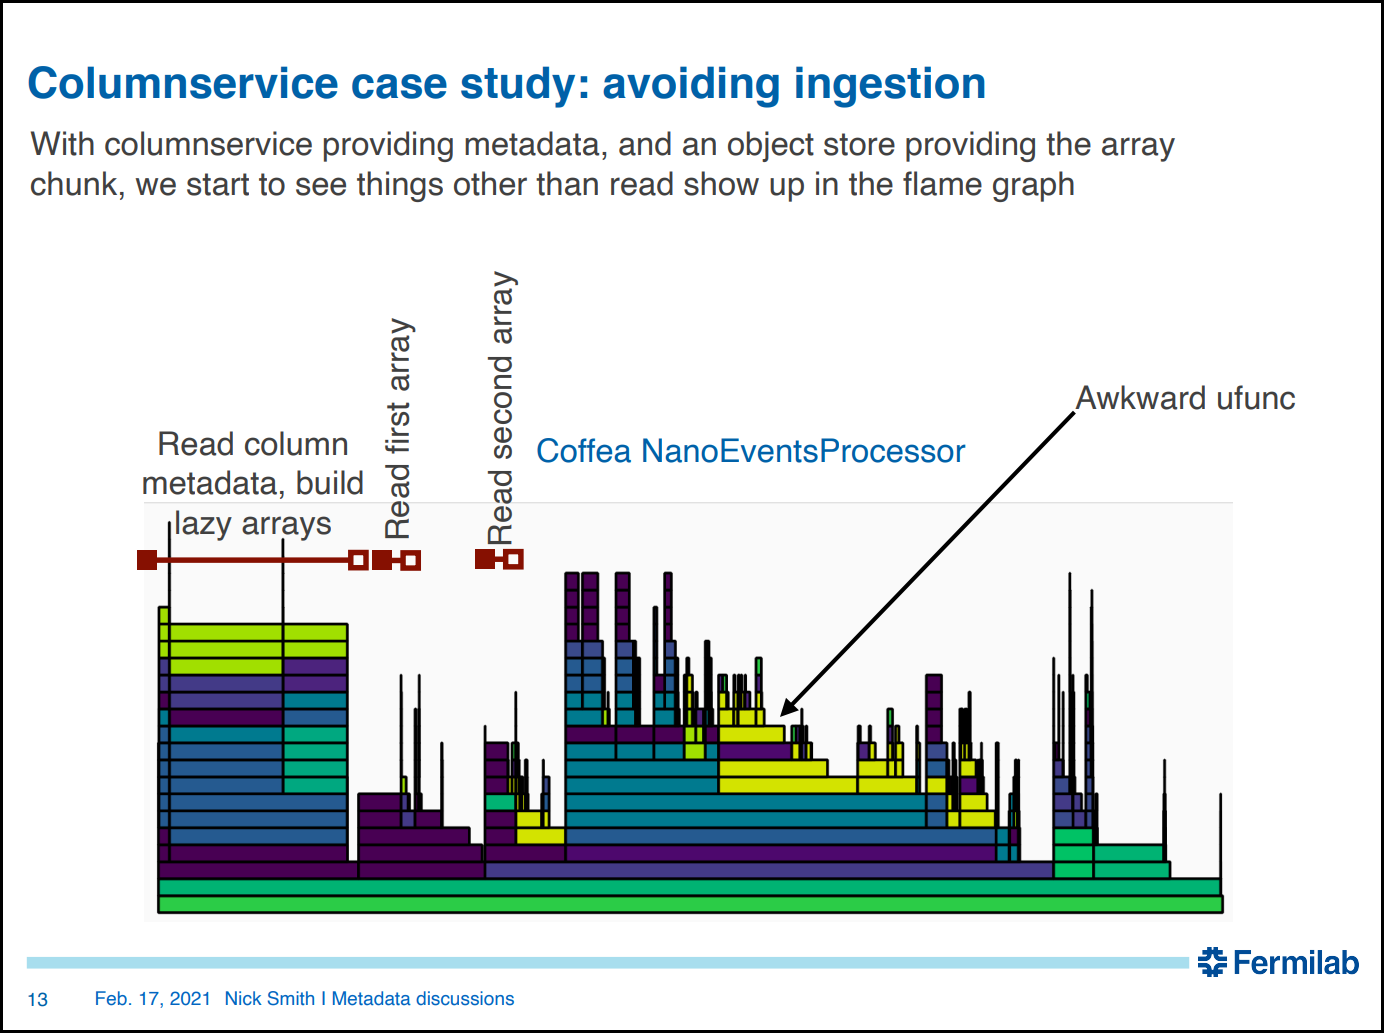 Columnservice case study: avoiding ingestion
With columnservice providing metadata, and an object store providing the array
chunk, we start to see things other than read show up in the flame graph
Read column
metadata, build
lazy arrays
Read first array
Read second array
Coffea NanoEventsProcessor
Awkward ufunc
Fermilab
13 Feb. 17, 2021 Nick Smith I Metadata discussions